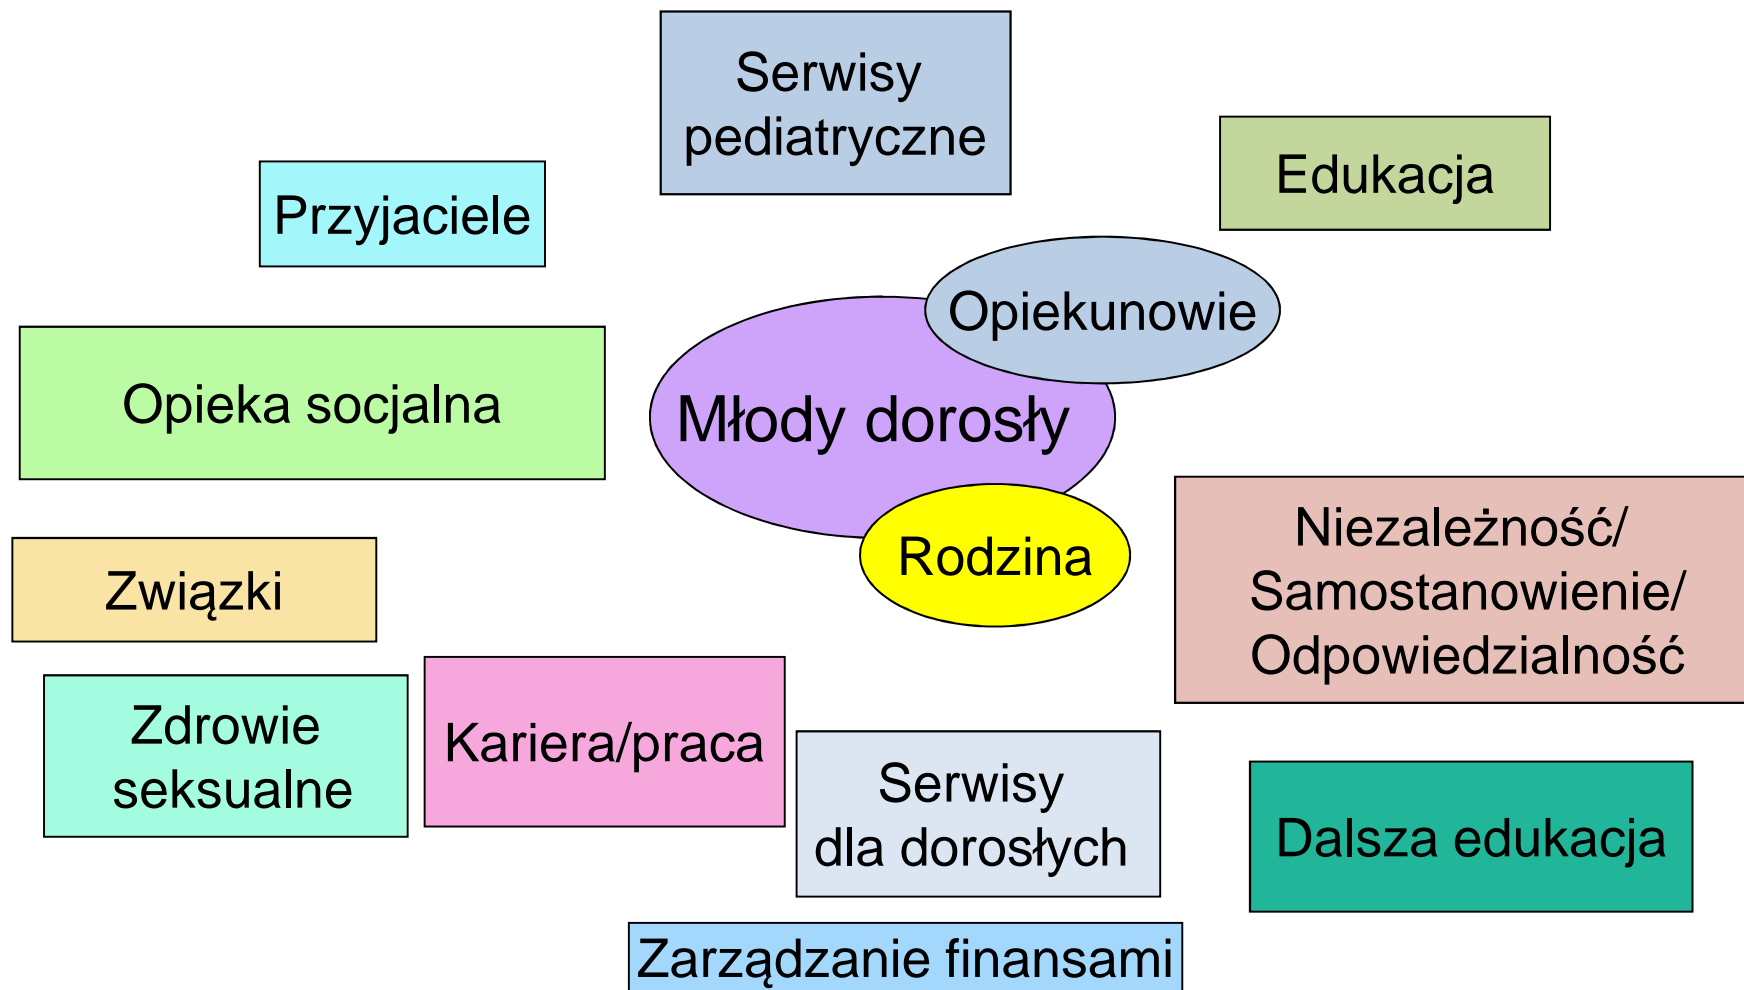 Serwisy
pediatryczne
Edukacja
Przyjaciele
Opiekunowie
Opieka socjalna
Młody dorosły
Rodzina
Niezależność/
Samostanowienie/
Odpowiedzialność
Związki
Zdrowie
seksualne
Kariera/praca
Serwisy
dla dorosłych
Dalsza edukacja
Zarządzanie finansami